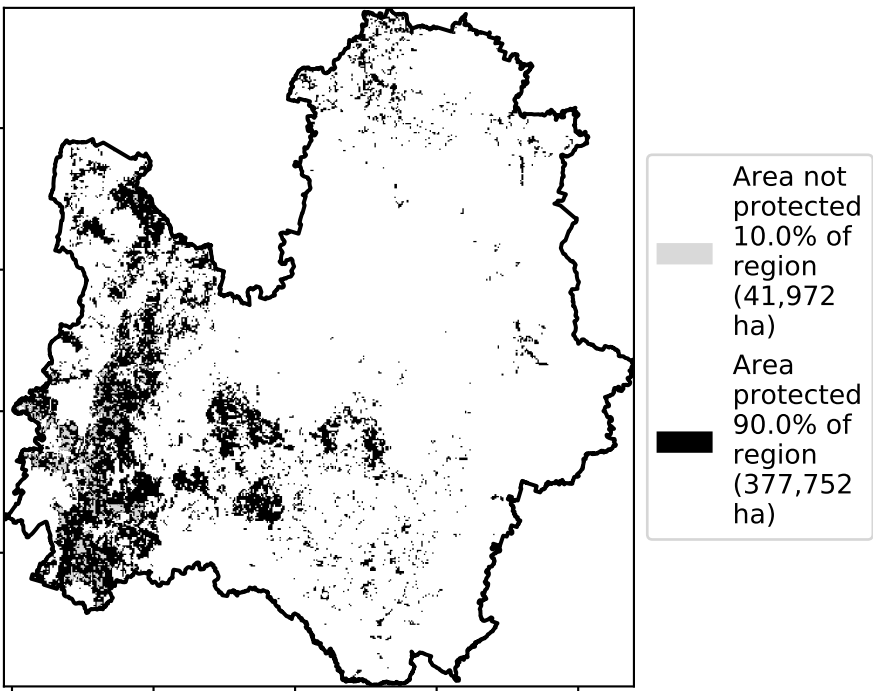 Area not
protected
10.0% of
region
(41,972
ha)
Area
protected
90.0% of
region
(377,752
ha)